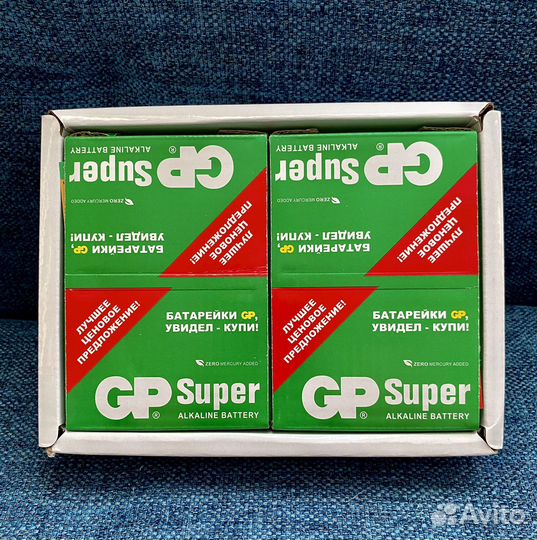 GP Super
®
ALKALINE BATTERY
ZERO MERCURY ADDED
БАТАРЕЙКИ GP,
УВИДЕЛ - КУПИ!
ЛУЧШЕЕ
ЦЕНОВОЕ
ПРЕДЛОЖЕНИЕ!
GP Super
®
ALKALINE BATTERY
ZERO MERCURY ADDED
БАТАРЕЙКИ GP,
УВИДЕЛ - КУПИ!
ЛУЧШЕЕ
ЦЕНОВОЕ
ПРЕДЛОЖЕНИЕ!
ЛУЧШЕЕ
ЦЕНОВОЕ
ПРЕДЛОЖЕНИЕ!
БАТАРЕЙКИ GP,
УВИДЕЛ - КУПИ!
ZERO MERCURY ADDED
GP Super
®
ALKALINE BATTERY
ЛУЧШЕЕ
ЦЕНОВОЕ
ПРЕДЛОЖЕНИЕ!
БАТАРЕЙКИ GP,
УВИДЕЛ - КУПИ!
ZERO MERCURY ADDED
GP Super
®
ALKALINE BATTERY
Avito